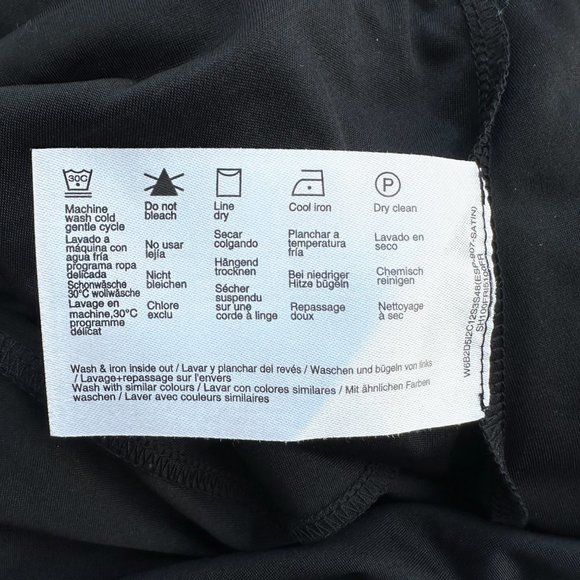 30C
Machine
wash cold
gentle cycle
Lavado a
máquina con
agua fría
programa ropa
delicada
Schonwäsche
30°C wollwäsche
Lavage en
machine,30°C
programme
délicat
Do not
bleach
No usar
lejía
Nicht
bleichen
Chlore
exclu
Line
dry
Secar
colgando
Hängend
trocknen
Sécher
suspendu
sur une
corde à linge
Cool iron
Planchar a
temperatura
fría
Bei niedriger
Hitze bügeln
Repassage
doux
P
Dry clean
Lavado en
seco
Chemisch
reinigen
Nettoyage
à sec
Wash & iron inside out / Lavar y planchar del revés / Waschen und bügeln von links
/ Lavage+repassage sur l'envers
Wash with similar colours / Lavar con colores similares / Mit ähnlichen Farben
waschen / Laver avec couleurs similaires